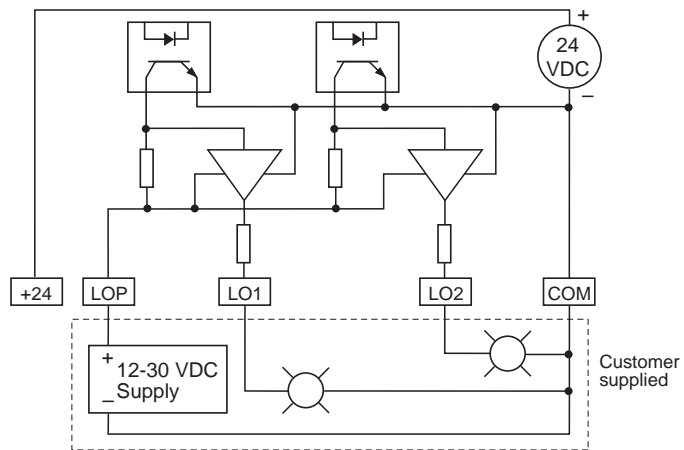 +
24
VDC
–
+24
LOP
LO1
LO2
COM
+
12-30 VDC
– Supply
Customer
supplied